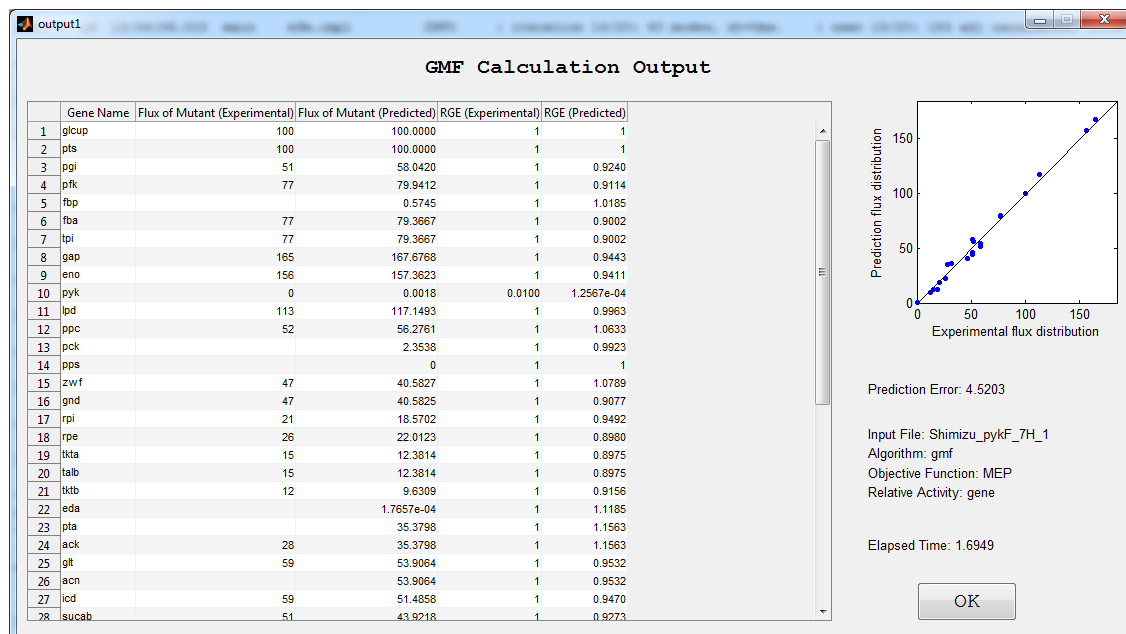 output1
GMF Calculation Output
Gene Name Flux of Mutant (Experimental) Flux of Mutant (Predicted) RGE (Experimental) RGE (Predicted)
1 glcup 100 100.0000 1 1
2 pts 100 100.0000 1 1
3 pgi 51 58.0420 1 0.9240
4 pfk 77 79.9412 1 0.9114
5 fbp 0.5745 1 1.0185
6 fba 77 79.3667 1 0.9002
7 tpi 77 79.3667 1 0.9002
8 gap 165 167.6768 1 0.9443
9 eno 156 157.3623 1 0.9411
10 pyk 0 0.0018 0.0100 1.2567e-04
11 lpd 113 117.1493 1 0.9963
12 ppc 52 56.2761 1 1.0633
13 pck 2.3538 1 0.9923
14 pps 0 1 1
15 zwf 47 40.5827 1 1.0789
16 gnd 47 40.5825 1 0.9077
17 rpi 21 18.5702 1 0.9492
18 rpe 26 22.0123 1 0.8980
19 tkta 15 12.3814 1 0.8975
20 talb 15 12.3814 1 0.8975
21 tktb 12 9.6309 1 0.9156
22 eda 1.7657e-04 1 1.1185
23 pta 35.3798 1 1.1563
24 ack 28 35.3798 1 1.1563
25 glt 59 53.9064 1 0.9532
26 acn 53.9064 1 0.9532
27 icd 59 51.4858 1 0.9470
28 sucab 51 43.9218 1 0.9273
Prediction flux distribution
150
100
50
0
0 50 100 150
Experimental flux distribution
Prediction Error: 4.5203
Input File: Shimizu_pykF_7H_1
Algorithm: gmf
Objective Function: MEP
Relative Activity: gene
Elapsed Time: 1.6949
OK